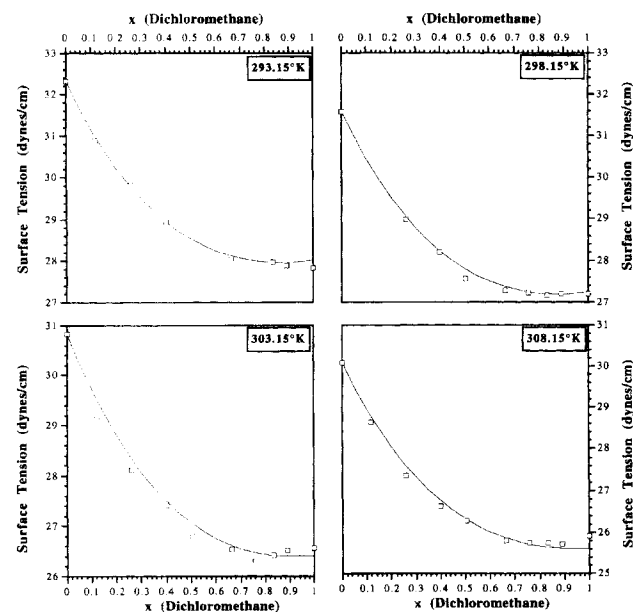 x (Dichloromethane) x (Dichloromethane)
0 0.1 0.2 0.3 0.4 0.5 0.6 0.7 0.8 0.9 1 0 0.1 0.2 0.3 0.4 0.5 0.6 0.7 0.8 0.9 1
293.15°K
33
32
31
30
29
28
27
Surface Tension (dynes/cm)
298.15°K
33
32
31
30
29
28
27
Surface Tension (dynes/cm)
303.15°K
31
30
29
28
27
26
Surface Tension (dynes/cm)
308.15°K
31
30
29
28
27
26
25
Surface Tension (dynes/cm)
0 0.1 0.2 0.3 0.4 0.5 0.6 0.7 0.8 0.9 1 0 0.1 0.2 0.3 0.4 0.5 0.6 0.7 0.8 0.9 1
x (Dichloromethane) x (Dichloromethane)